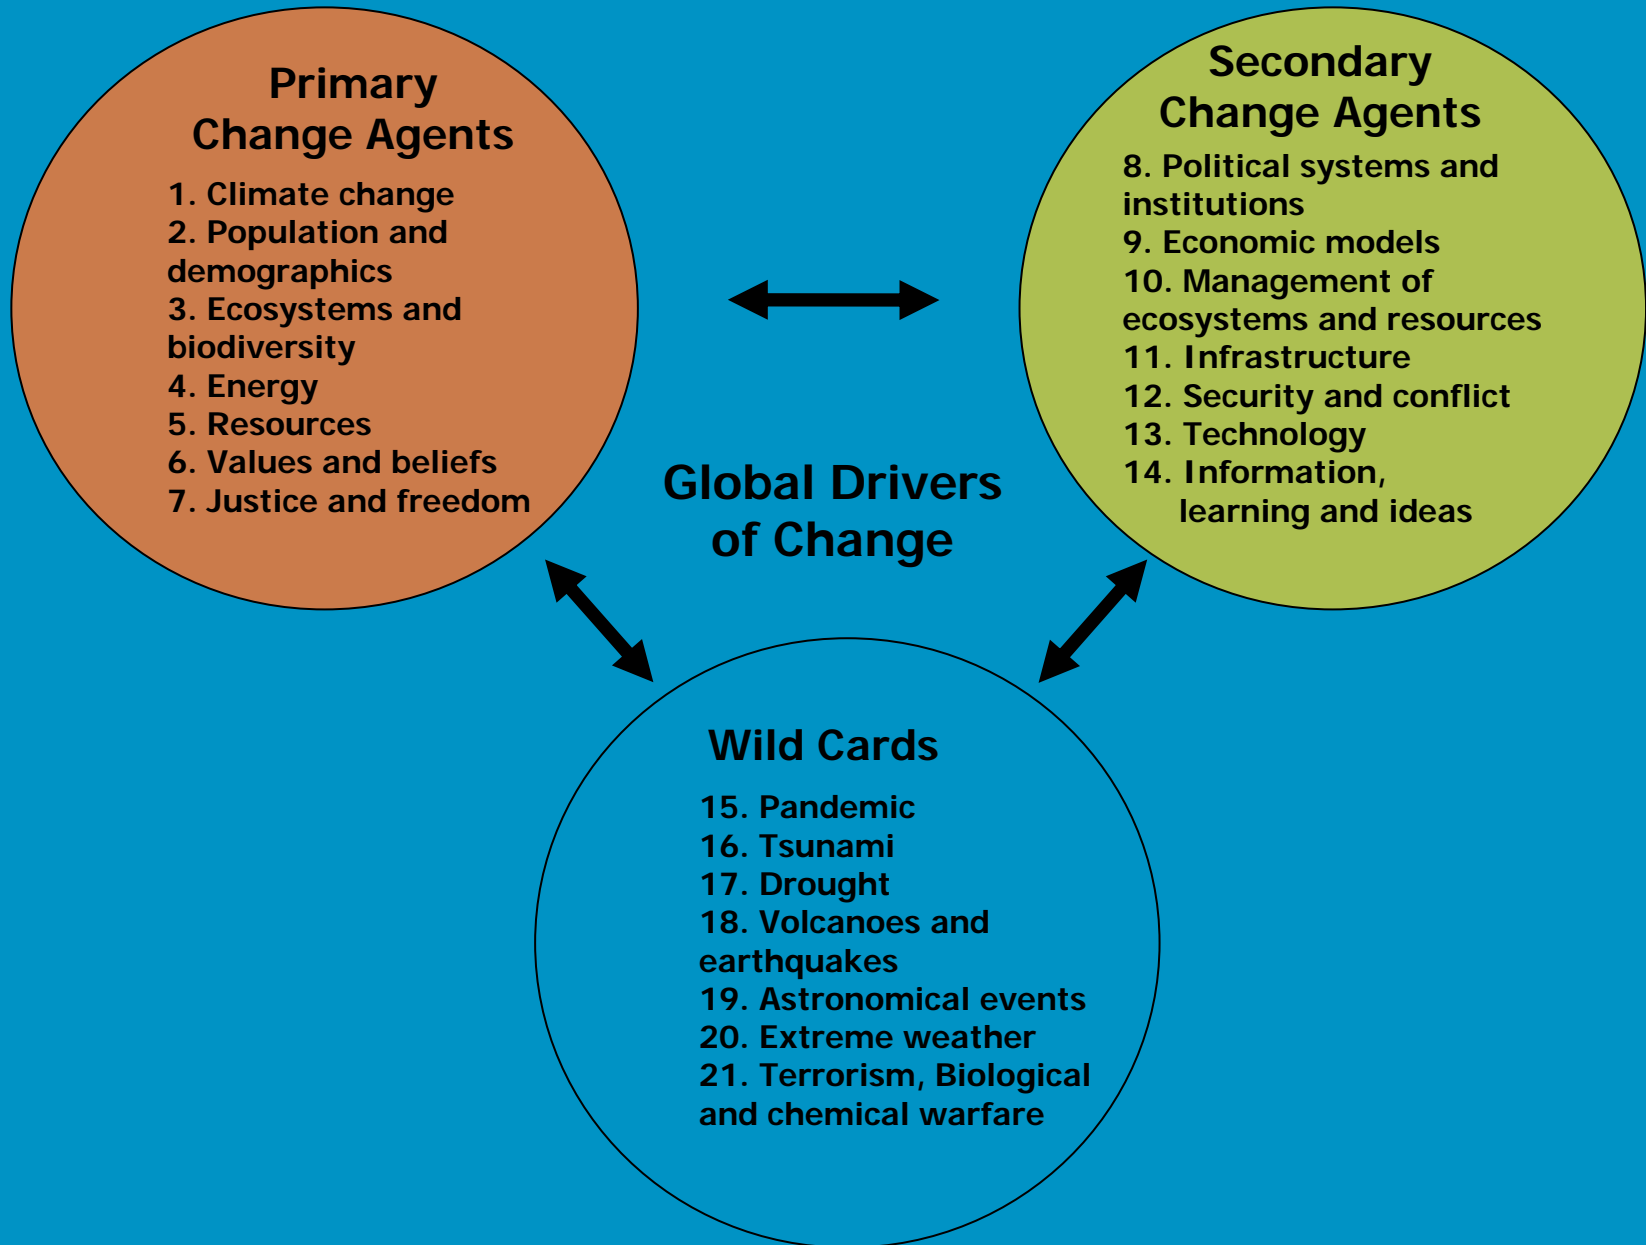 Primary
Change Agents
1. Climate change
2. Population and
demographics
3. Ecosystems and
biodiversity
4. Energy
5. Resources
6. Values and beliefs
7. Justice and freedom
Secondary
Change Agents
8. Political systems and
institutions
9. Economic models
10. Management of
ecosystems and resources
11. Infrastructure
12. Security and conflict
13. Technology
14. Information,
learning and ideas
Global Drivers
of Change
Wild Cards
15. Pandemic
16. Tsunami
17. Drought
18. Volcanoes and
earthquakes
19. Astronomical events
20. Extreme weather
21. Terrorism, Biological
and chemical warfare